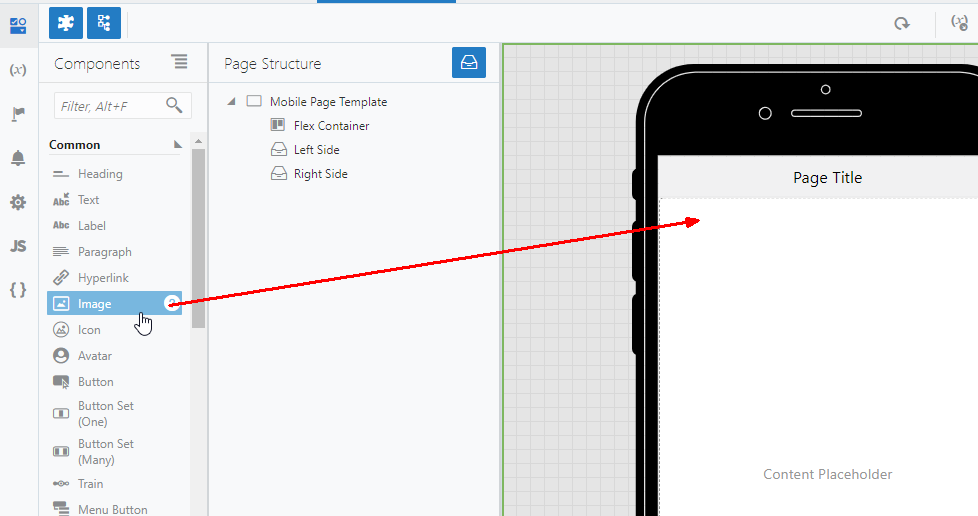 (x)
JS
{ }
Components
Filter, Alt+F
Common
Heading
Abc Text
Abc Label
Paragraph
Hyperlink
Image
Icon
Avatar
Button
Button Set
(One)
Button Set
(Many)
Train
Menu Button
Page Structure
Mobile Page Template
Flex Container
Left Side
Right Side
(x)
Page Title
Content Placeholder